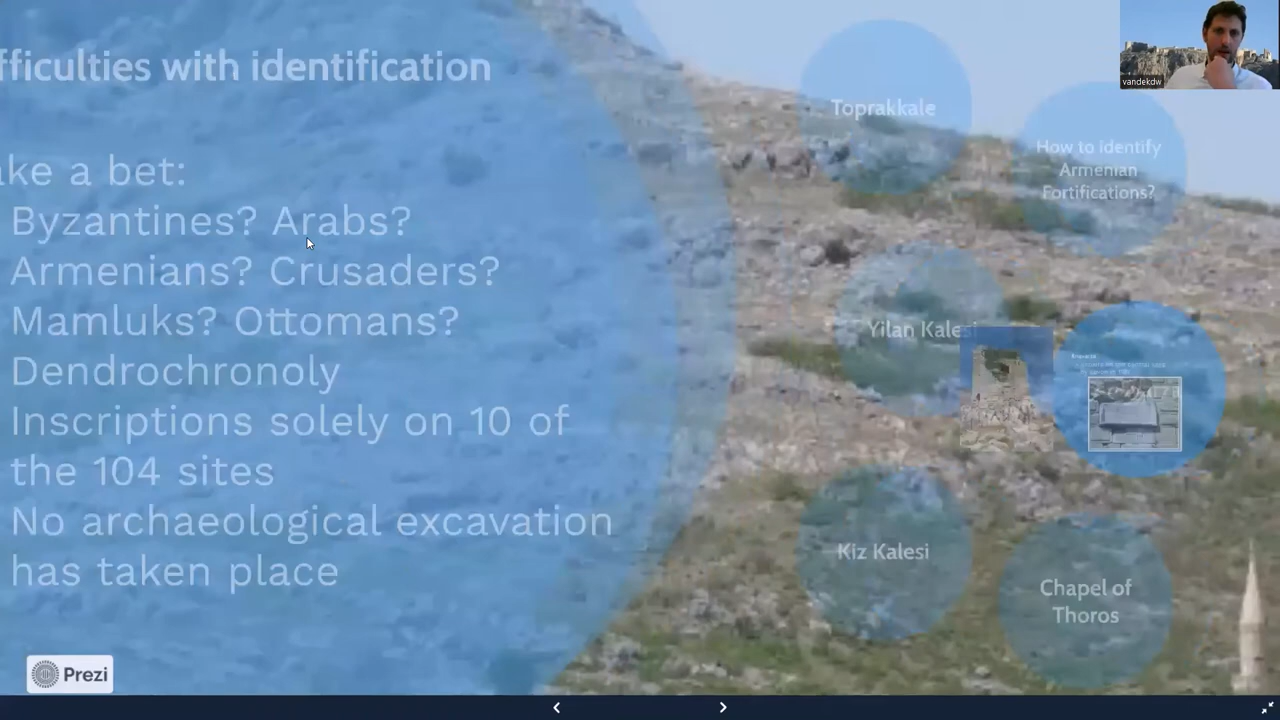 fficulties with identification
ke a bet:
Byzantines? Arabs?
Armenians? Crusaders?
Mamluks? Ottomans?
Dendrochronoly
Inscriptions solely on 10 of
the 104 sites
No archaeological excavation
has taken place
Toprakkale
How to identify
Armenian
Fortifications?
Yilan Kalesi
Kiz Kalesi
Chapel of
Thoros
vandekdw
Prezi